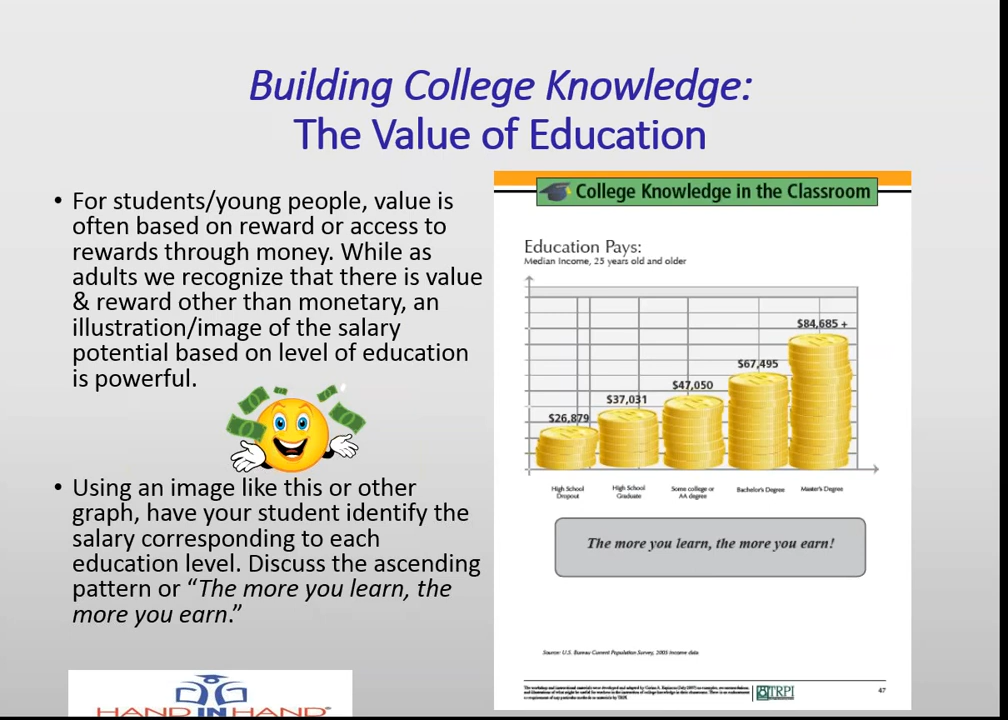 Building College Knowledge:
The Value of Education
• For students/young people, value is
often based on reward or access to
rewards through money. While as
adults we recognize that there is value
& reward other than monetary, an
illustration/image of the salary
potential based on level of education
is powerful.
• Using an image like this or other
graph, have your student identify the
salary corresponding to each
education level. Discuss the ascending
pattern or “The more you learn, the
more you earn.”
HAND IN HAND
College Knowledge in the Classroom
Education Pays:
Median Income, 25 years old and older
$84,685 +
$67,495
$47,050
$37,031
$26,879
High School
Dropout
High School
Graduate
Some college or
AA degree
Bachelor's Degree
Master's Degree
The more you learn, the more you earn!
Source: U.S. Bureau Current Population Survey, 2005 income data
TRPI
47